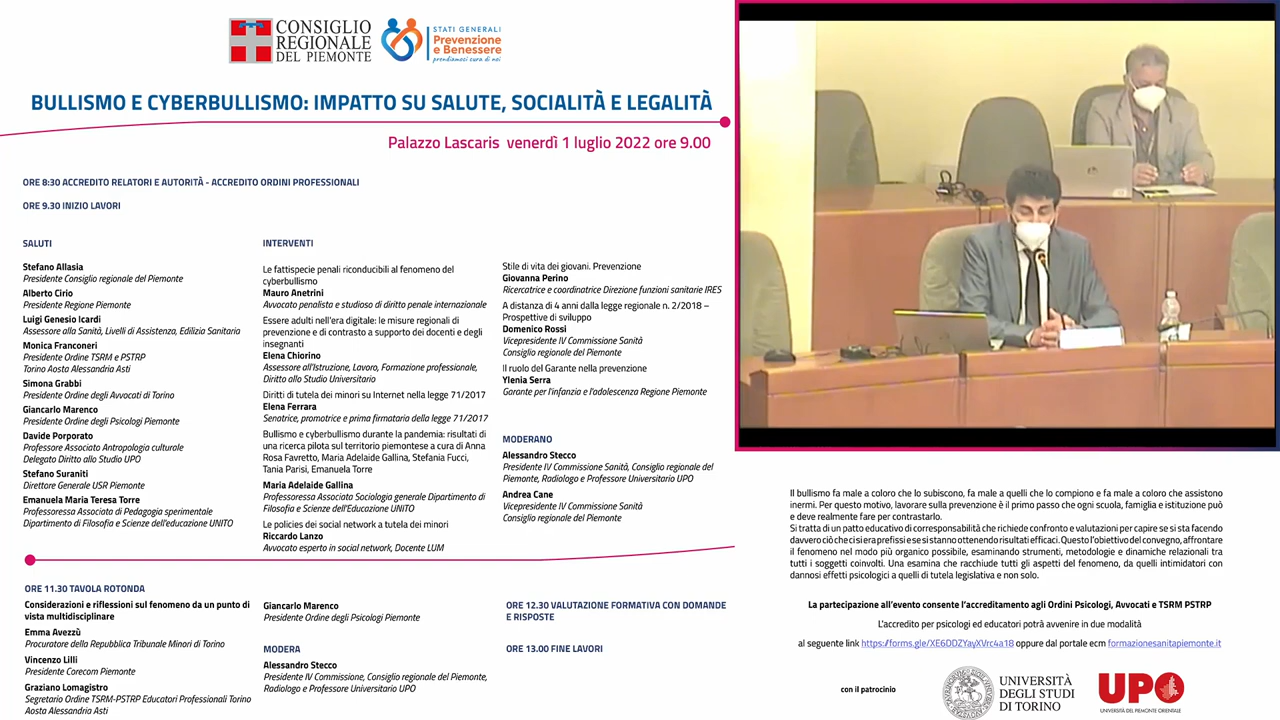 CONSIGLIO
REGIONALE
DEL PIEMONTE
STATI GENERALI
Prevenzione
e Benessere
prendiamoci cura di noi
BULLISMO E CYBERBULLISMO: IMPATTO SU SALUTE, SOCIALITÀ E LEGALITÀ
Palazzo Lascaris venerdì 1 luglio 2022 ore 9.00
ORE 8:30 ACCREDITO RELATORI E AUTORITÀ - ACCREDITO ORDINI PROFESSIONALI
ORE 9.30 INIZIO LAVORI
SALUTI
Stefano Allasia
Presidente Consiglio regionale del Piemonte
Alberto Cirio
Presidente Regione Piemonte
Luigi Genesio Icardi
Assessore alla Sanità, Livelli di Assistenza, Edilizia Sanitaria
Monica Franconeri
Presidente Ordine TSRM e PSTRP
Torino Aosta Alessandria Asti
Simona Grabbi
Presidente Ordine degli Avvocati di Torino
Giancarlo Marenco
Presidente Ordine degli Psicologi Piemonte
Davide Porporato
Professore Associato Antropologia culturale
Delegato Diritto allo Studio UPO
Stefano Suraniti
Direttore Generale USR Piemonte
Emanuela Maria Teresa Torre
Professoressa Associata di Pedagogia sperimentale
Dipartimento di Filosofia e Scienze dell'educazione UNITO
INTERVENTI
Le fattispecie penali riconducibili al fenomeno del
cyberbullismo
Mauro Anetrini
Avvocato penalista e studioso di diritto penale internazionale
Essere adulti nell'era digitale: le misure regionali di
prevenzione e di contrasto a supporto dei docenti e degli
insegnanti
Elena Chiorino
Assessore all'Istruzione, Lavoro, Formazione professionale,
Diritto allo Studio Universitario
Diritti di tutela dei minori su Internet nella legge 71/2017
Elena Ferrara
Senatrice, promotrice e prima firmataria della legge 71/2017
Bullismo e cyberbullismo durante la pandemia: risultati di
una ricerca pilota sul territorio piemontese a cura di Anna
Rosa Favretto, Maria Adelaide Gallina, Stefania Fucci,
Tania Parisi, Emanuela Torre
Maria Adelaide Gallina
Professoressa Associata Sociologia generale Dipartimento di
Filosofia e Scienze dell'Educazione UNITO
Le policies dei social network a tutela dei minori
Riccardo Lanzo
Avvocato esperto in social network, Docente LUM
Stile di vita dei giovani. Prevenzione
Giovanna Perino
Ricercatrice e coordinatrice Direzione funzioni sanitarie IRES
A distanza di 4 anni dalla legge regionale n. 2/2018 –
Prospettive di sviluppo
Domenico Rossi
Vicepresidente IV Commissione Sanità
Consiglio regionale del Piemonte
Il ruolo del Garante nella prevenzione
Ylenia Serra
Garante per l'infanzia e l'adolescenza Regione Piemonte
MODERANO
Alessandro Stecco
Presidente IV Commissione Sanità, Consiglio regionale del
Piemonte, Radiologo e Professore Universitario UPO
Andrea Cane
Vicepresidente IV Commissione Sanità
Consiglio regionale del Piemonte
ORE 11.30 TAVOLA ROTONDA
Considerazioni e riflessioni sul fenomeno da un punto di
vista multidisciplinare
Emma Avezzù
Procuratore della Repubblica Tribunale Minori di Torino
Vincenzo Lilli
Presidente Corecom Piemonte
Graziano Lomagistro
Segretario Ordine TSRM-PSTRP Educatori Professionali Torino
Aosta Alessandria Asti
Giancarlo Marenco
Presidente Ordine degli Psicologi Piemonte
MODERA
Alessandro Stecco
Presidente IV Commissione, Consiglio regionale del Piemonte,
Radiologo e Professore Universitario UPO
ORE 12.30 VALUTAZIONE FORMATIVA CON DOMANDE
E RISPOSTE
ORE 13.00 FINE LAVORI
Il bullismo fa male a coloro che lo subiscono, fa male a quelli che lo compiono e fa male a coloro che assistono
inermi. Per questo motivo, lavorare sulla prevenzione è il primo passo che ogni scuola, famiglia e istituzione può
e deve realmente fare per contrastarlo.
Si tratta di un patto educativo di corresponsabilità che richiede confronto e valutazioni per capire se si sta facendo
davvero ciò che ci si era prefissi e se si stanno ottenendo risultati efficaci. Questo l'obiettivo del convegno, affrontare
il fenomeno nel modo più organico possibile, esaminando strumenti, metodologie e dinamiche relazionali tra
tutti i soggetti coinvolti. Una esamina che racchiude tutti gli aspetti del fenomeno, da quelli intimidatori con
dannosi effetti psicologici a quelli di tutela legislativa e non solo.
La partecipazione all'evento consente l'accreditamento agli Ordini Psicologi, Avvocati e TSRM PSTRP
L'accredito per psicologi ed educatori potrà avvenire in due modalità
al seguente link https://forms.gle/XE6DDZYayXVrc4a18 oppure dal portale ecm formazionesanitapiemonte.it
con il patrocinio
UNIVERSITÀ
DEGLI STUDI
DI TORINO
UPO
UNIVERSITÀ DEL PIEMONTE ORIENTALE